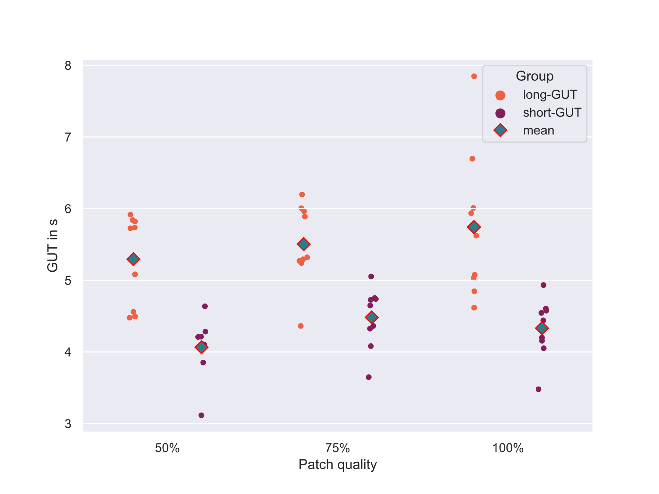 8
7
6
5
4
3
GUT in s
50%
75%
100%
Patch quality
Group
long-GUT
short-GUT
mean